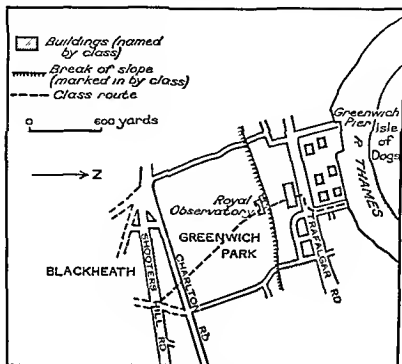 Buildings (named
by class)
Break of slope
(marked in by class)
Class route
0 600 yards
Z
Greenwich
Pier
Isle
of
Dogs
R THAMES
Royal
Observatory
GREENWICH
PARK
TRAFALGAR
RD
BLACKHEATH
SHOOTERS
HILL RD
CHARLTON
RD